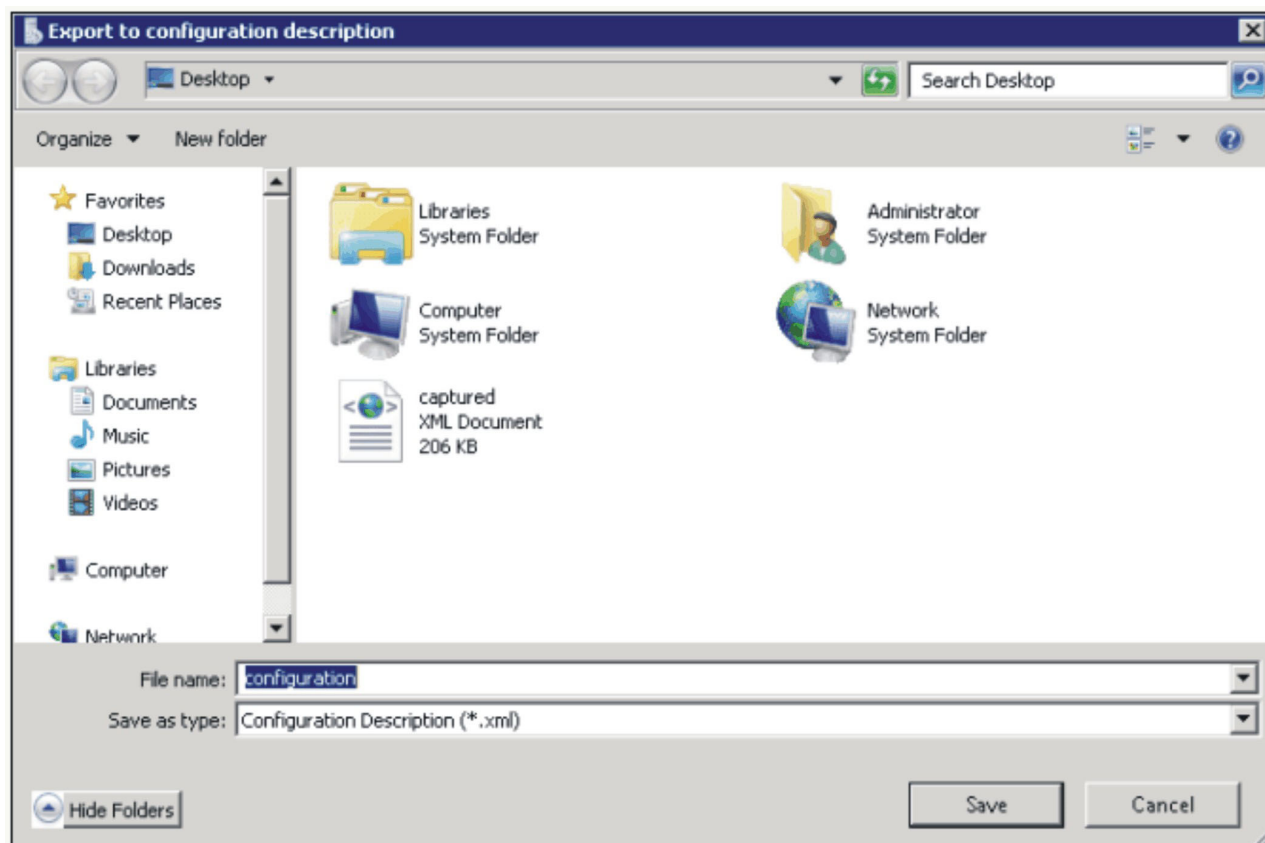 Export to configuration description
Desktop
Search Desktop
Organize
New folder
Favorites
Desktop
Downloads
Recent Places
Libraries
Documents
Music
Pictures
Videos
Computer
Network
Libraries
System Folder
Administrator
System Folder
Computer
System Folder
Network
System Folder
captured
XML Document
206 KB
File name: configuration
Save as type: Configuration Description (*.xml)
Hide Folders
Save
Cancel